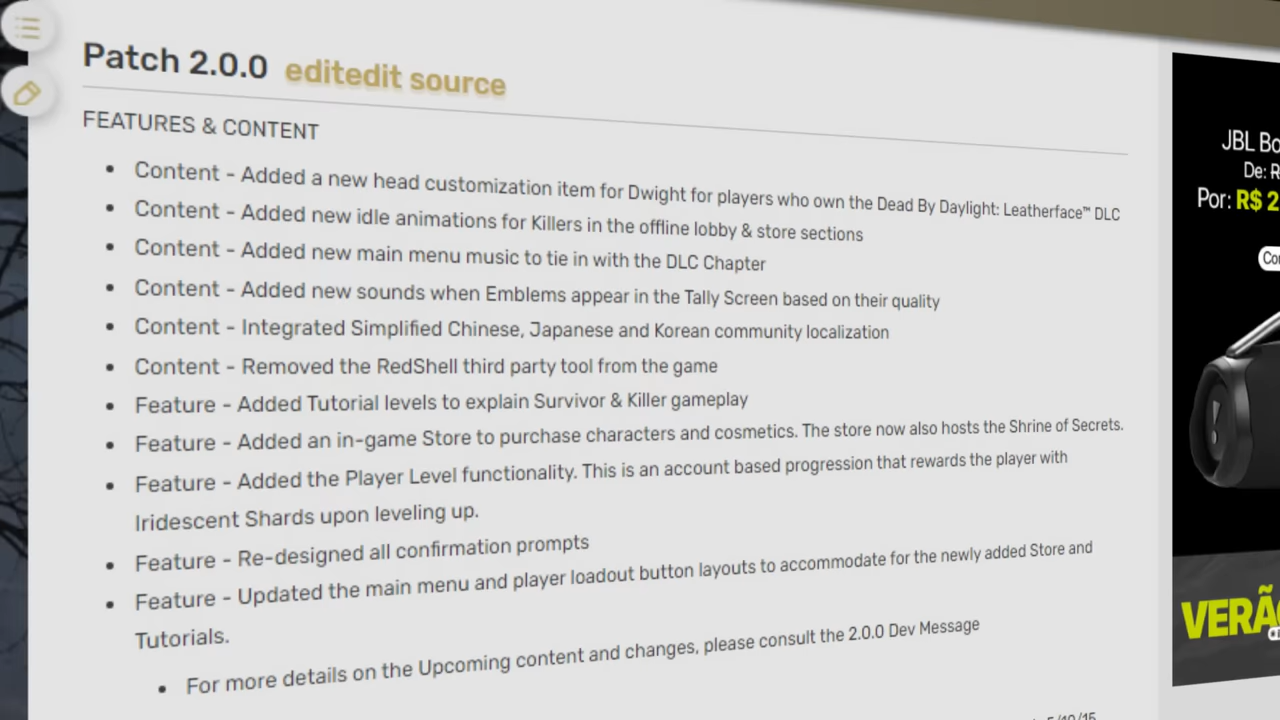 Patch 2.0.0 editedit source
FEATURES & CONTENT
Content - Added a new head customization item for Dwight for players who own the Dead By Daylight: Leatherface™ DLC
Content - Added new idle animations for Killers in the offline lobby & store sections
Content - Added new main menu music to tie in with the DLC Chapter
Content - Added new sounds when Emblems appear in the Tally Screen based on their quality
Content - Integrated Simplified Chinese, Japanese and Korean community localization
Content - Removed the RedShell third party tool from the game
Feature - Added Tutorial levels to explain Survivor & Killer gameplay
Feature - Added an in-game Store to purchase characters and cosmetics. The store now also hosts the Shrine of Secrets.
Feature - Added the Player Level functionality. This is an account based progression that rewards the player with
Iridescent Shards upon leveling up.
Feature - Re-designed all confirmation prompts
Feature - Updated the main menu and player loadout button layouts to accommodate for the newly added Store and
Tutorials.
For more details on the Upcoming content and changes, please consult the 2.0.0 Dev Message
JBL Bo
De: R
Por: R$ 2
Co
VERÃ